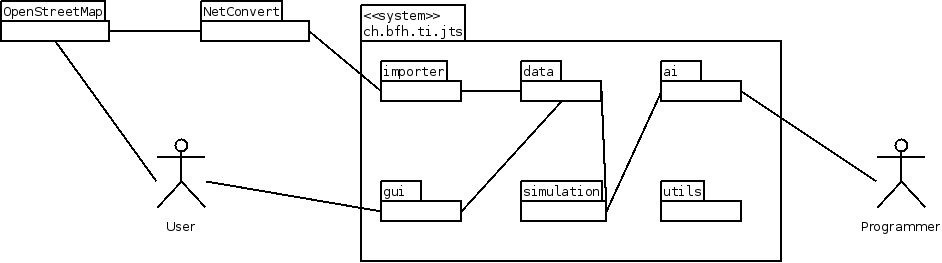 OpenStreetMap
NetConvert
<<system>>
ch.bfh.ti.jts
importer
data
ai
gui
simulation
utils
User
Programmer